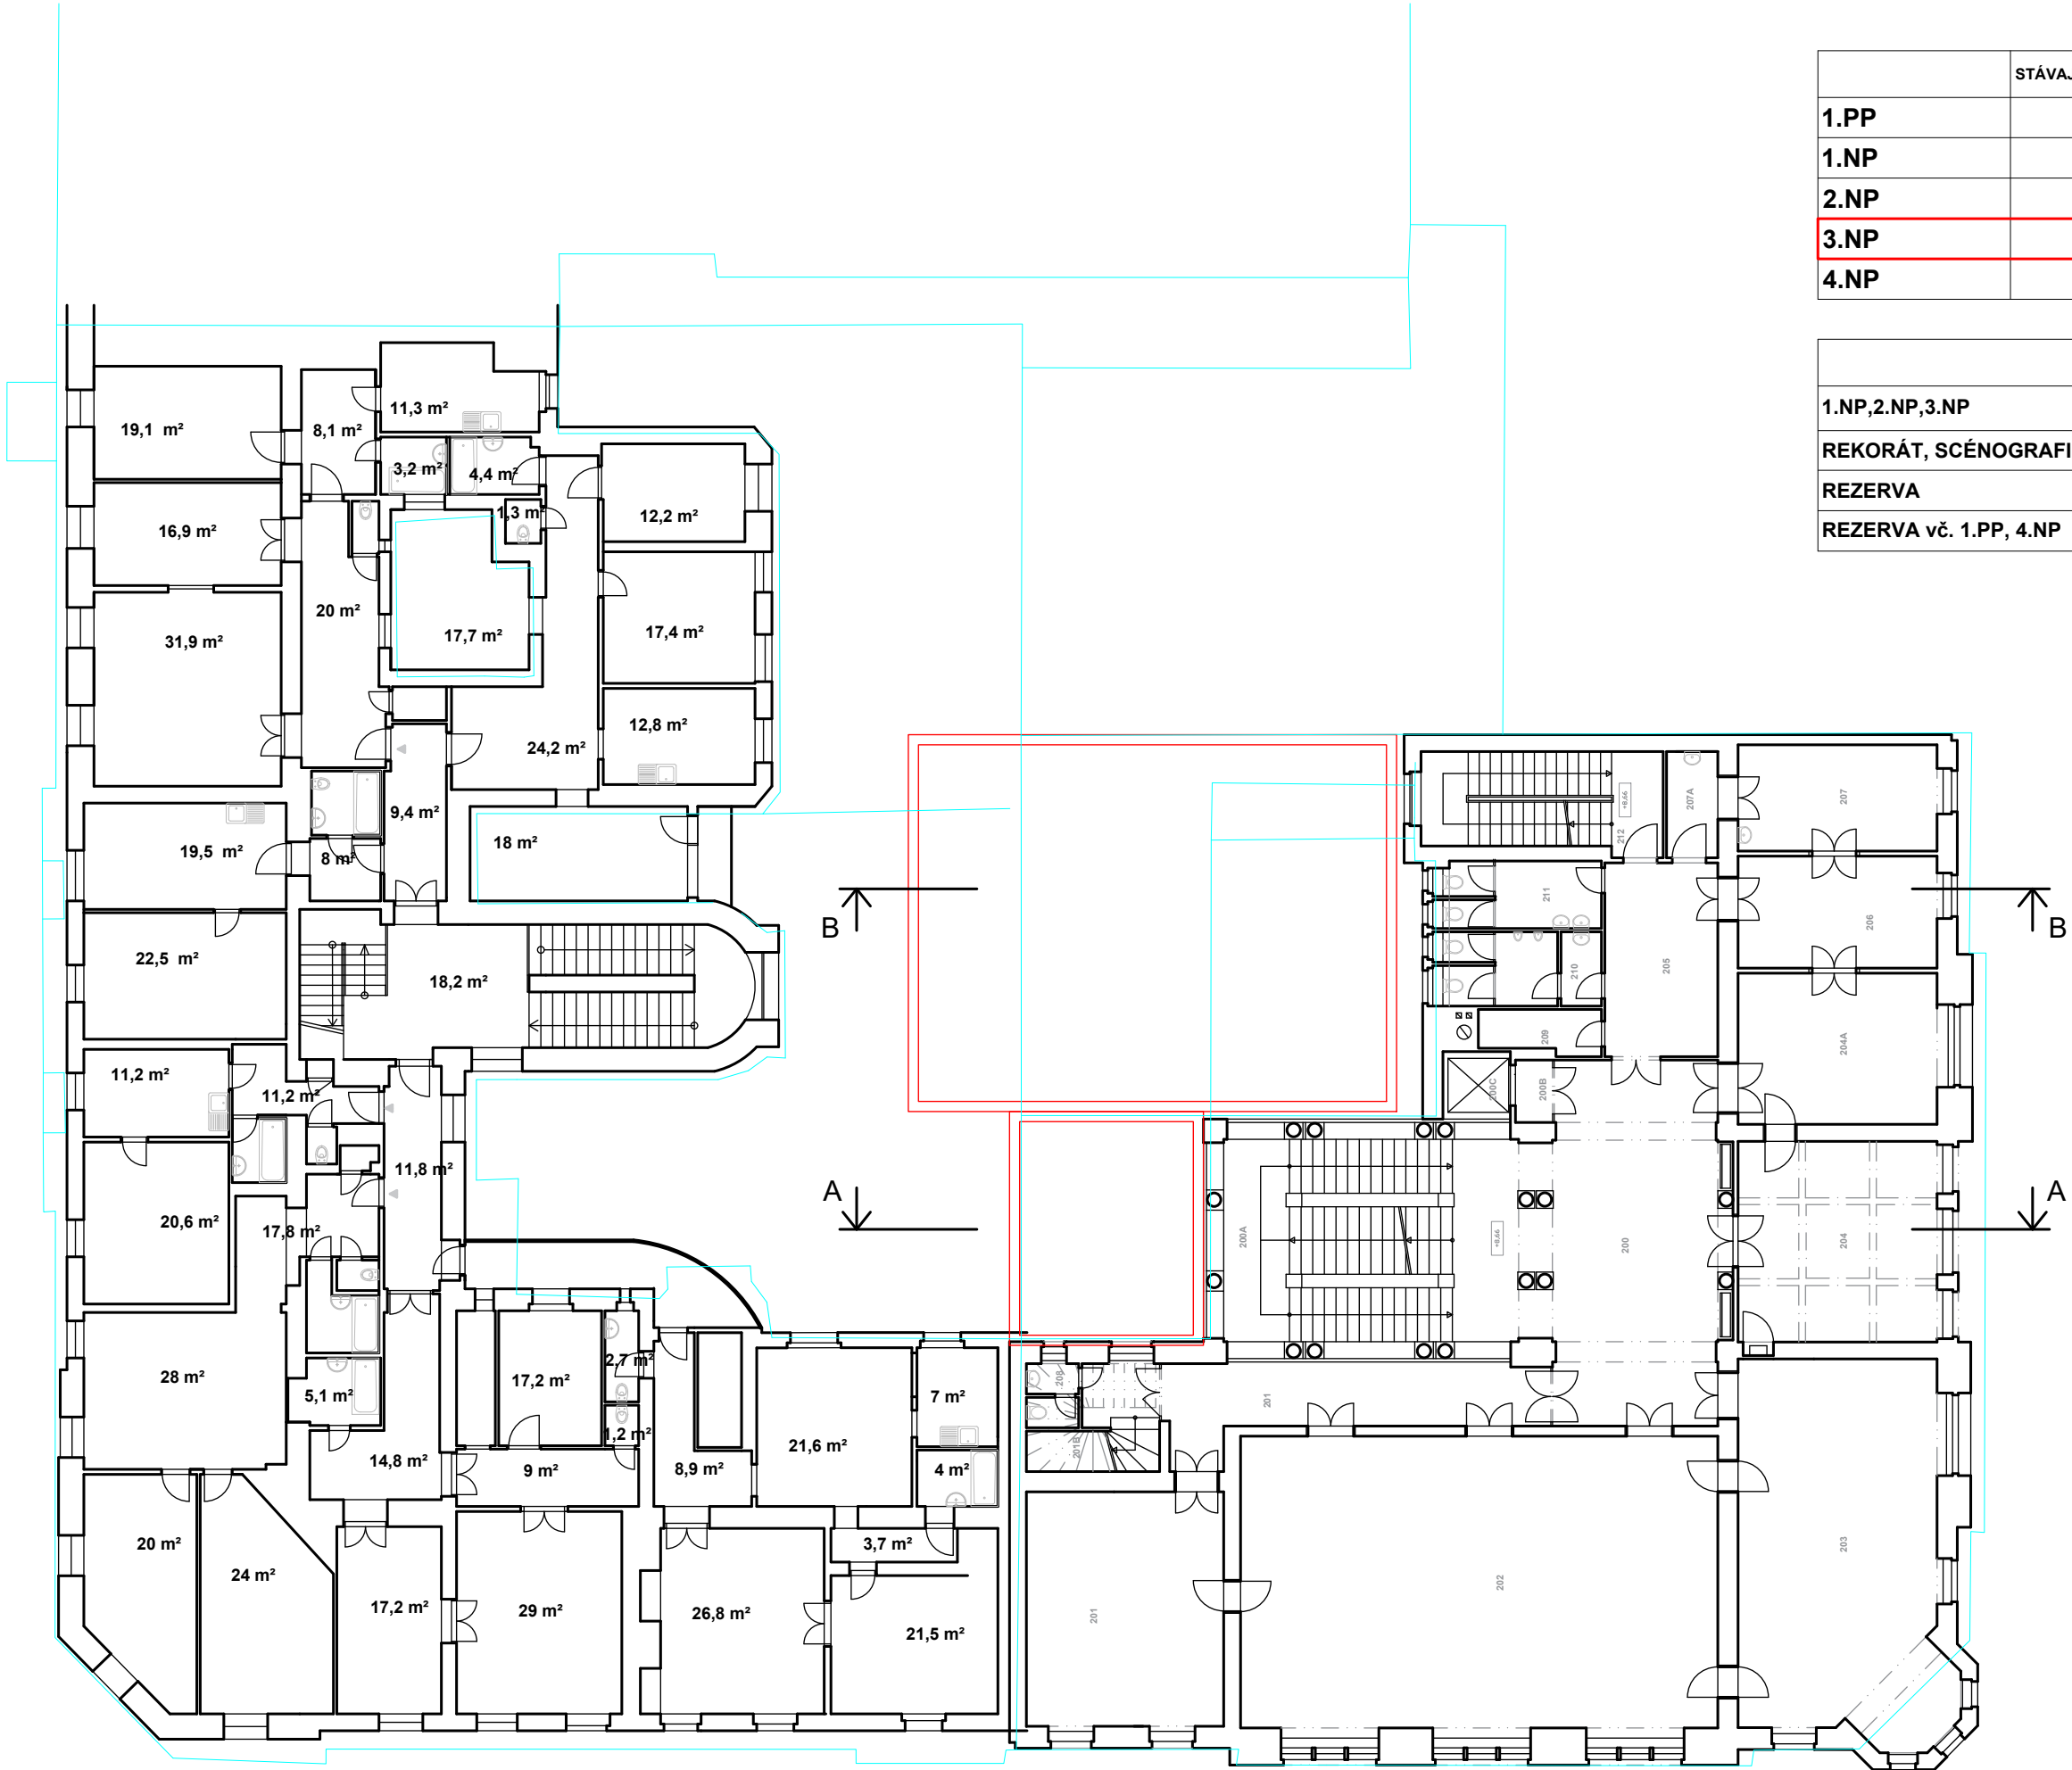 STÁVAJ
1.PP
1.NP
2.NP
3.NP
4.NP
1.NP,2.NP,3.NP
REKORÁT, SCÉNOGRAFI
REZERVA
REZERVA vč. 1.PP, 4.NP
19,1 m²
8,1 m²
11,3 m²
3,2 m²
4,4 m²
1,3 m²
12,2 m²
16,9 m²
20 m²
31,9 m²
17,7 m²
17,4 m²
12,8 m²
24,2 m²
9,4 m²
18 m²
19,5 m²
8 m²
22,5 m²
18,2 m²
11,2 m²
11,2 m²
11,8 m²
20,6 m²
17,8 m²
28 m²
5,1 m²
17,2 m²
2,7 m²
1,2 m²
7 m²
21,6 m²
14,8 m²
9 m²
8,9 m²
4 m²
3,7 m²
20 m²
24 m²
17,2 m²
29 m²
26,8 m²
21,5 m²
B
B
A
A
+8,66
212
207A
207
211
206
210
205
209
204A
200C
200B
200A
+8,66
200
204
208
201
201B
201
202
203